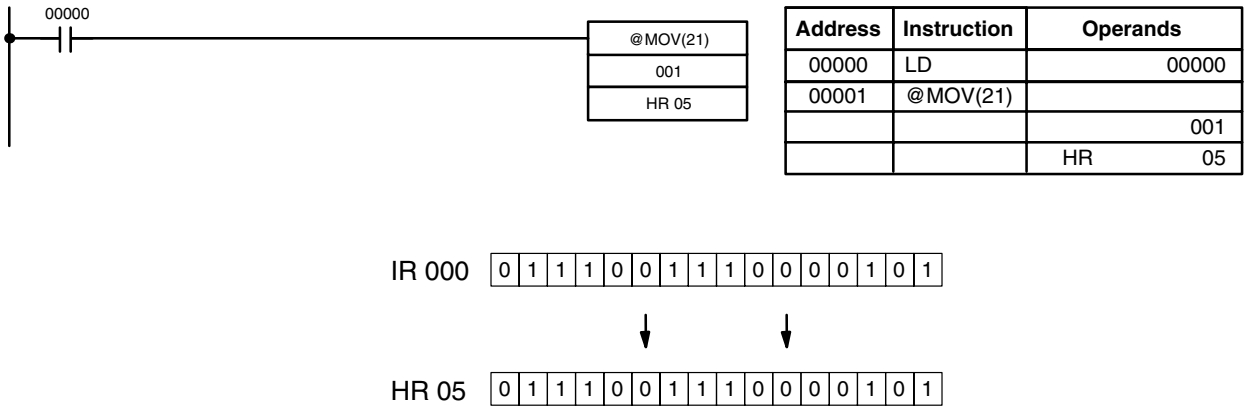 00000
@MOV(21)
001
HR 05
Address Instruction Operands
00000 LD 00000
00001 @MOV(21)
001
HR 05
IR 000 0 1 1 1 0 0 1 1 1 0 0 0 0 1 0 1
HR 05 0 1 1 1 0 0 1 1 1 0 0 0 0 1 0 1